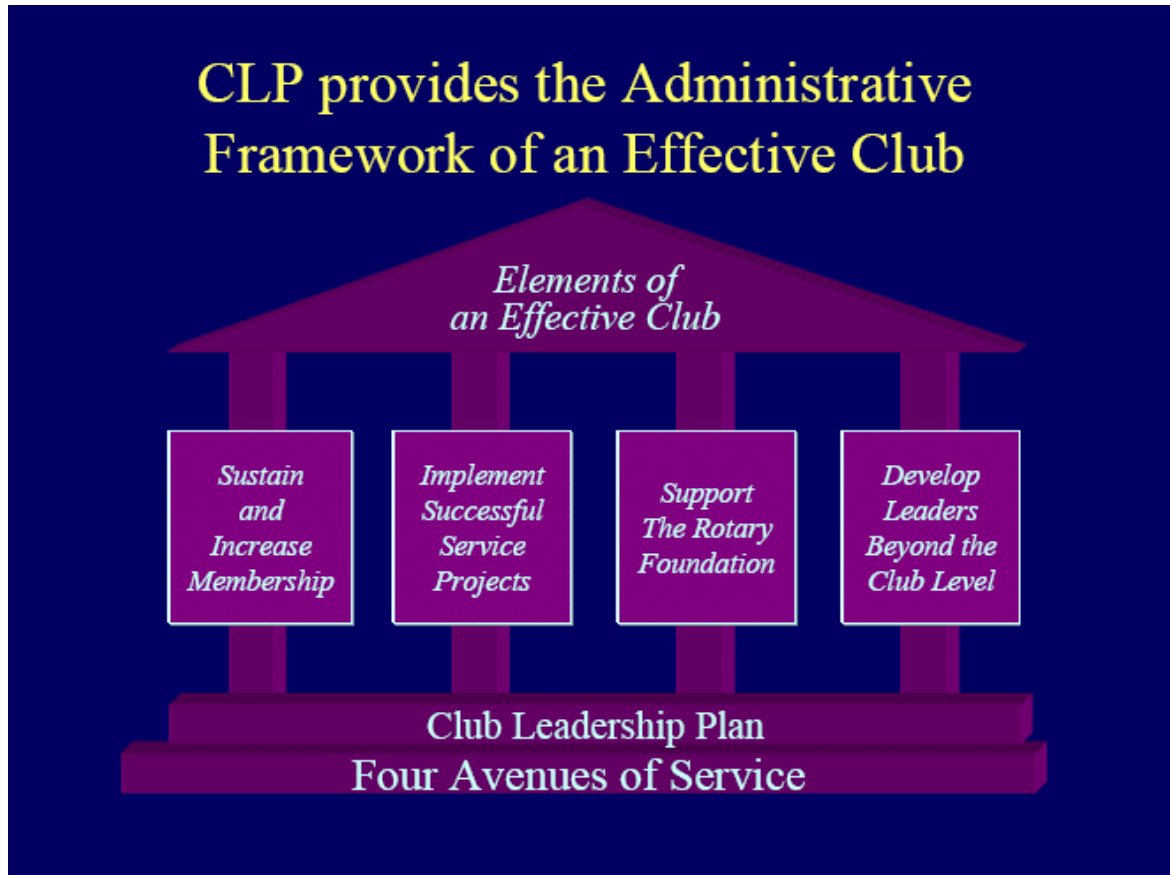 CLP provides the Administrative
Framework of an Effective Club
Elements of
an Effective Club
Sustain
and
Increase
Membership
Implement
Successful
Service
Projects
Support
The Rotary
Foundation
Develop
Leaders
Beyond the
Club Level
Club Leadership Plan
Four Avenues of Service